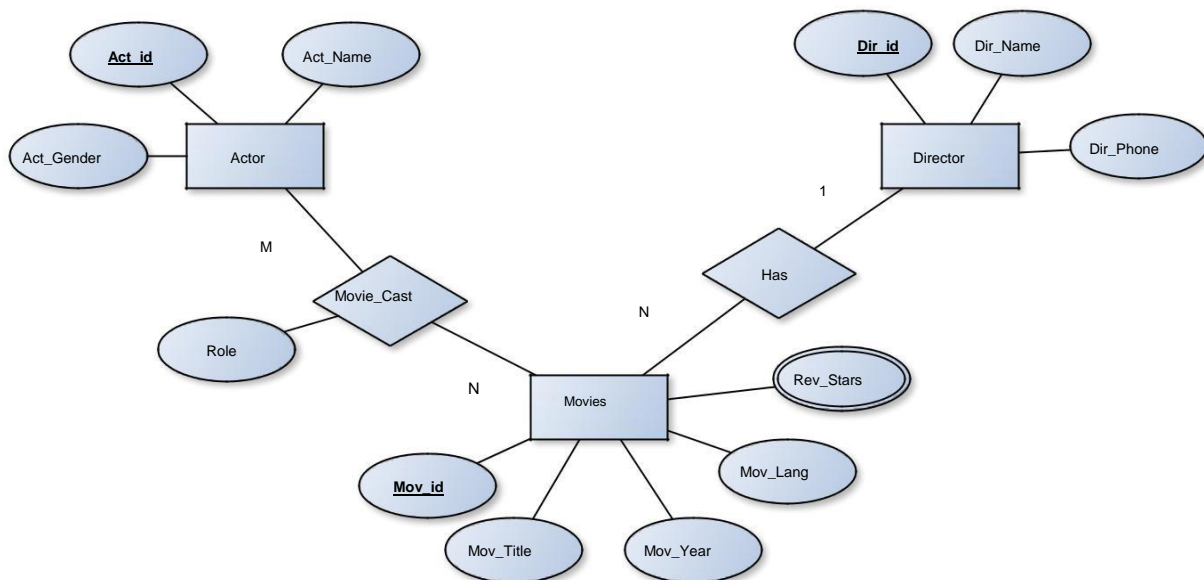 Act_id
Act_Name
Dir_id
Dir_Name
Act_Gender
Actor
Director
Dir_Phone
1
M
Has
Movie_Cast
N
Role
Rev_Stars
N
Movies
Mov_Lang
Mov_id
Mov_Title
Mov_Year